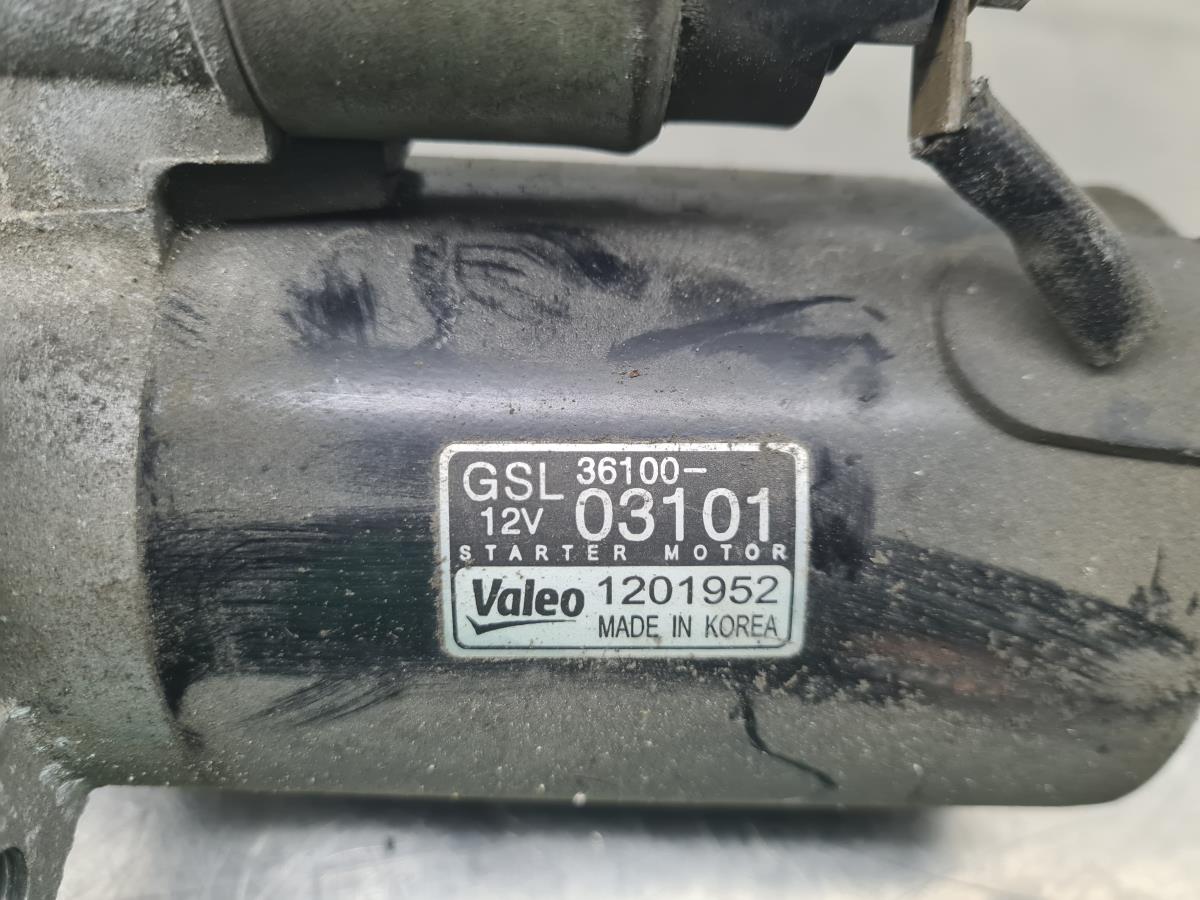 GSL 36100-
12V 03101
STARTER MOTOR
Valeo 1201952
MADE IN KOREA